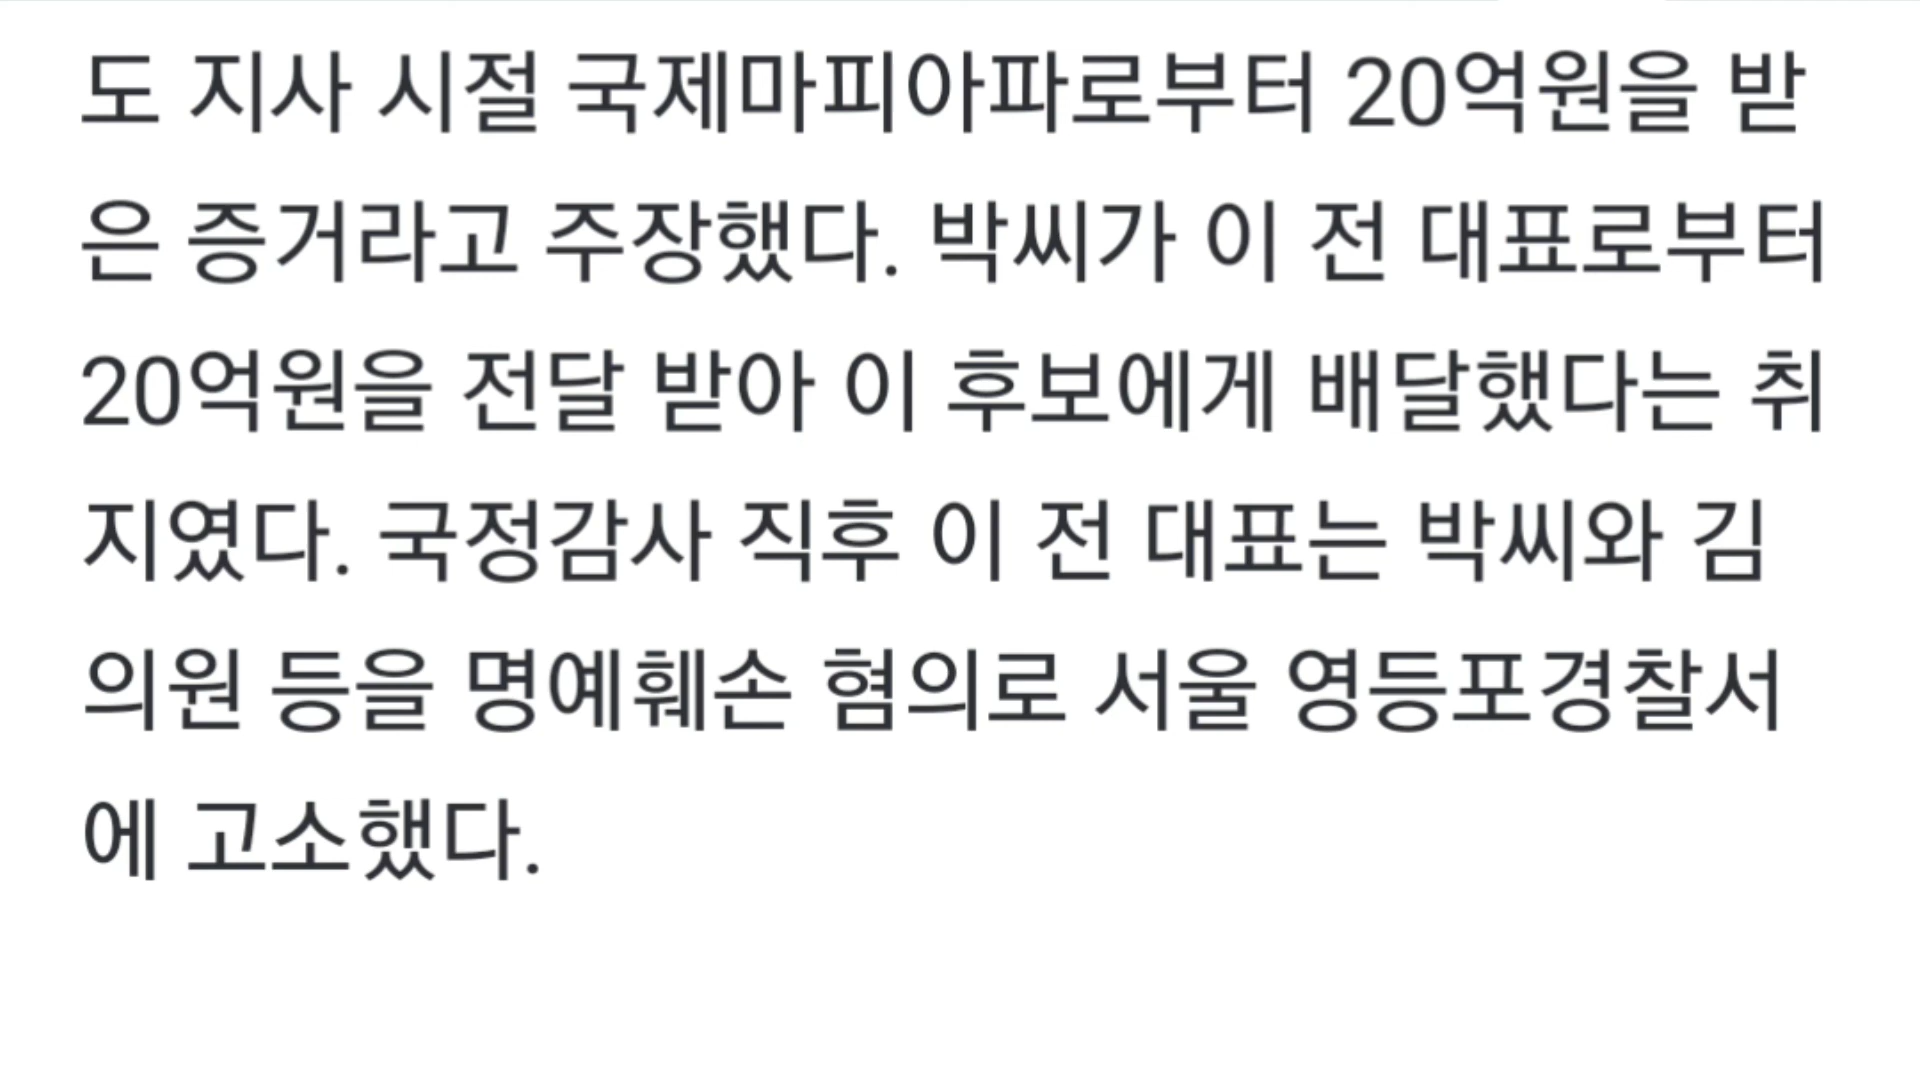 도 지사 시절 국제마피아파로부터 20억원을 받
은 증거라고 주장했다. 박씨가 이 전 대표로부터
20억원을 전달 받아 이 후보에게 배달했다는 취
지였다. 국정감사 직후 이 전 대표는 박씨와 김
의원 등을 명예훼손 혐의로 서울 영등포경찰서
에 고소했다.